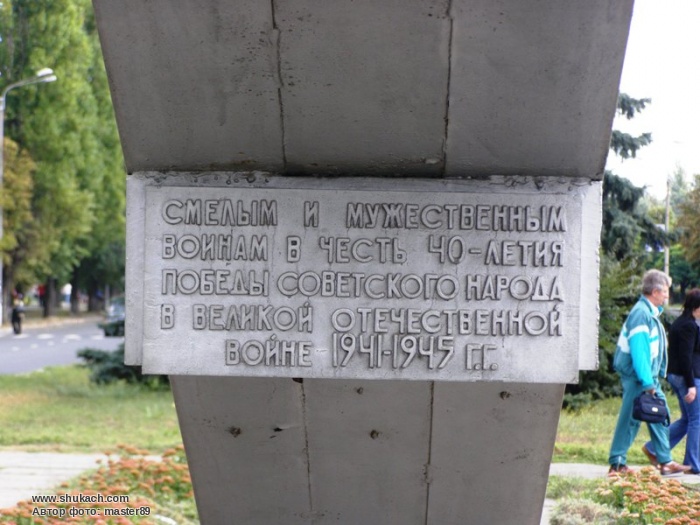 СМЕЛЫМ И МУЖЕСТВЕННЫМ
ВОИНАМ В ЧЕСТЬ 40-ЛЕТИЯ
ПОБЕДЫ СОВЕТСКОГО НАРОДА
В ВЕЛИКОЙ ОТЕЧЕСТВЕННОЙ
ВОЙНЕ 1941-1945 Г.Г.
www.shukach.com
Автор фото: master89